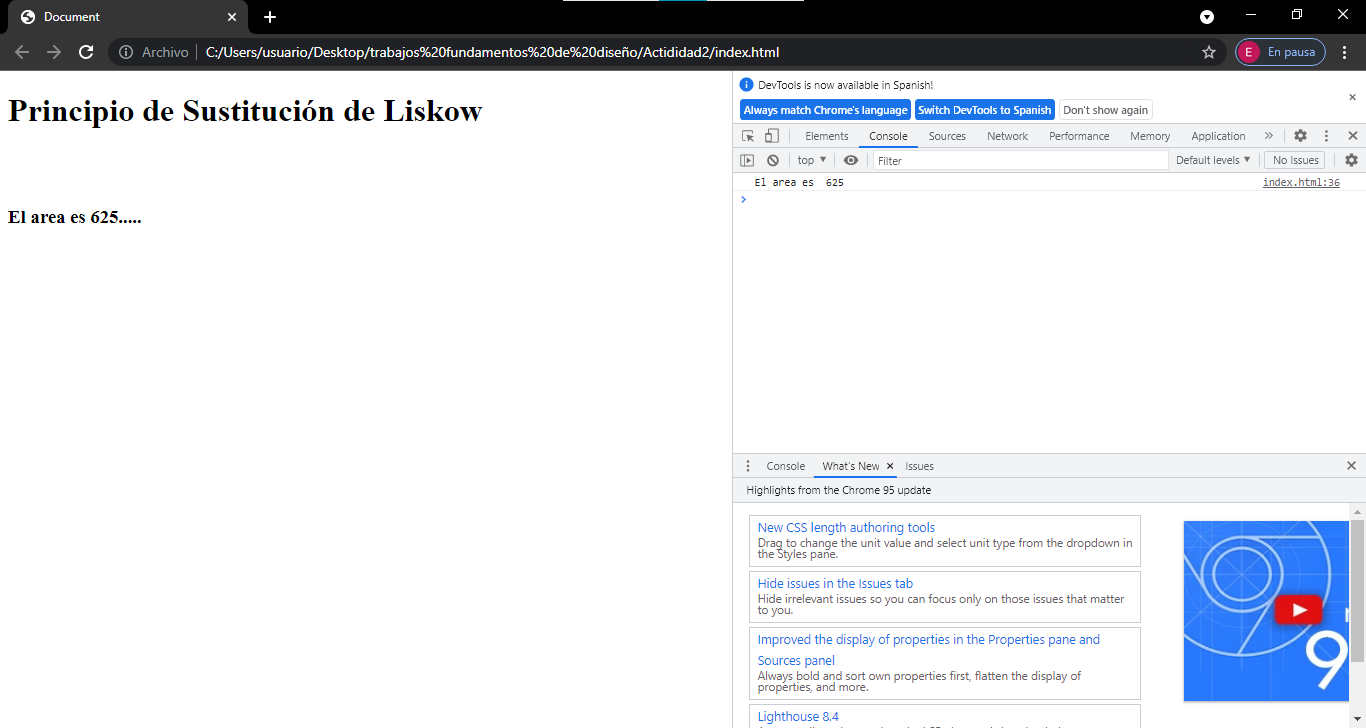 Document
Archivo C:/Users/usuario/Desktop/trabajos%20fundamentos%20de%20diseño/Actididad2/index.html
E En pausa
Principio de Sustitución de Liskow
El area es 625.....
DevTools is now available in Spanish!
Always match Chrome's language Switch DevTools to Spanish Don't show again
Elements Console Sources Network Performance Memory Application
top Filter Default levels No Issues
El area es 625 index.html:36
Console What's New Issues
Highlights from the Chrome 95 update
New CSS length authoring tools
Drag to change the unit value and select unit type from the dropdown in
the Styles pane.
Hide issues in the Issues tab
Hide irrelevant issues so you can focus only on those issues that matter
to you.
Improved the display of properties in the Properties pane and
Sources panel
Always bold and sort own properties first, flatten the display of
properties, and more.
Lighthouse 8.4